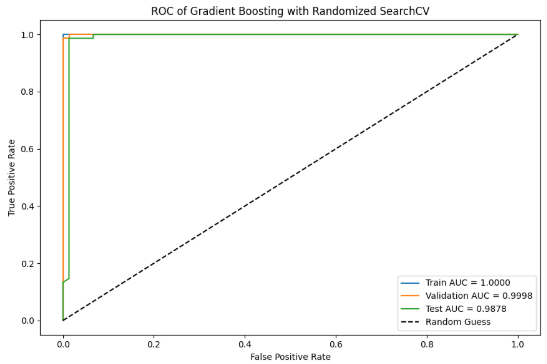 ROC of Gradient Boosting with Randomized SearchCV
True Positive Rate
1.0
0.8
0.6
0.4
0.2
0.0
0.0
0.2
0.4
0.6
0.8
1.0
False Positive Rate
Train AUC = 1.0000
Validation AUC = 0.9998
Test AUC = 0.9878
Random Guess